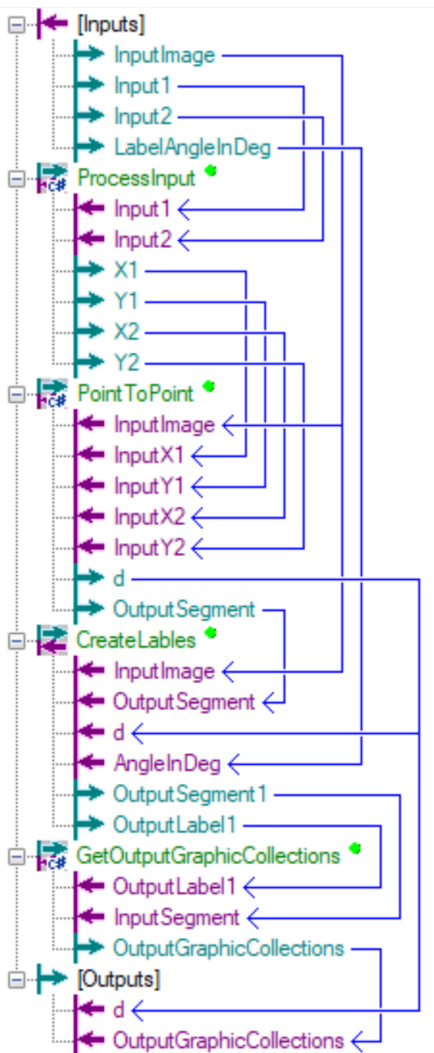 [Inputs]
InputImage
Input1
Input2
LabelAngleInDeg
C# ProcessInput
Input1
Input2
X1
Y1
X2
Y2
C# PointToPoint
InputImage
InputX1
InputY1
InputX2
InputY2
d
OutputSegment
CreateLables
InputImage
OutputSegment
d
AngleInDeg
OutputSegment1
OutputLabel1
C# GetOutputGraphicCollections
OutputLabel1
InputSegment
OutputGraphicCollections
[Outputs]
d
OutputGraphicCollections